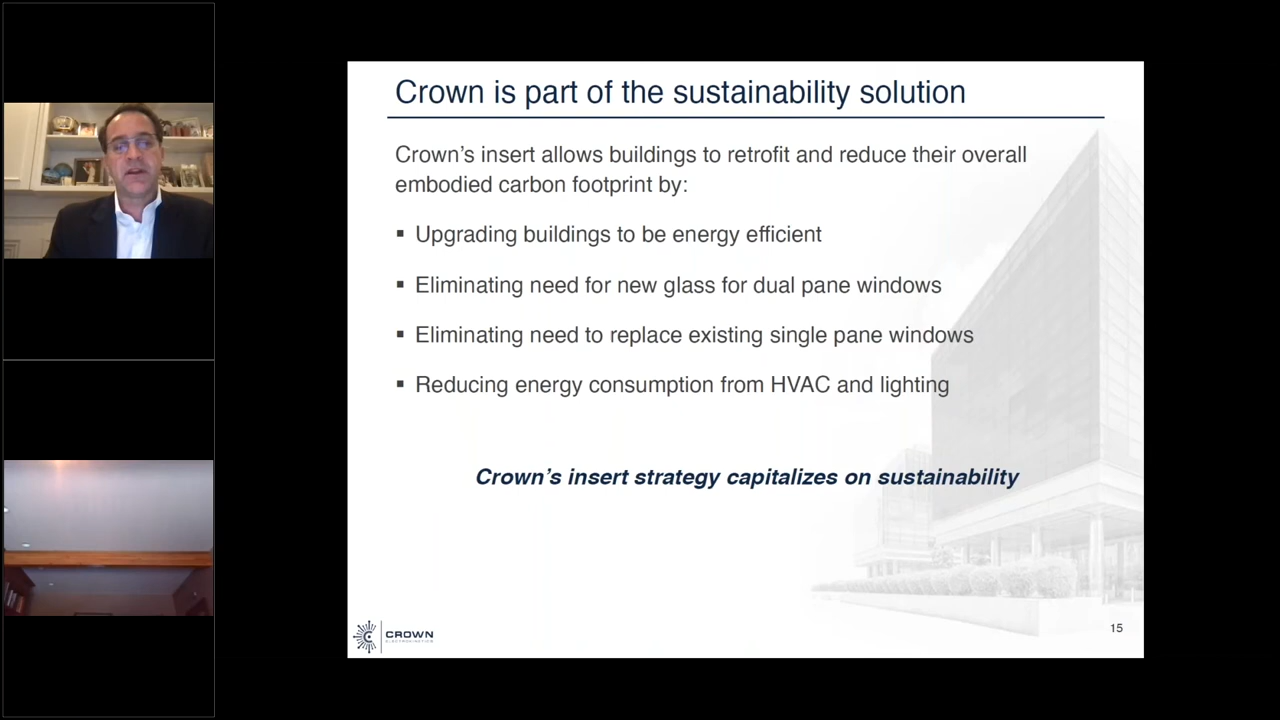 Crown is part of the sustainability solution
Crown’s insert allows buildings to retrofit and reduce their overall
embodied carbon footprint by:
▪ Upgrading buildings to be energy efficient
▪ Eliminating need for new glass for dual pane windows
▪ Eliminating need to replace existing single pane windows
▪ Reducing energy consumption from HVAC and lighting
Crown’s insert strategy capitalizes on sustainability
CROWN
15